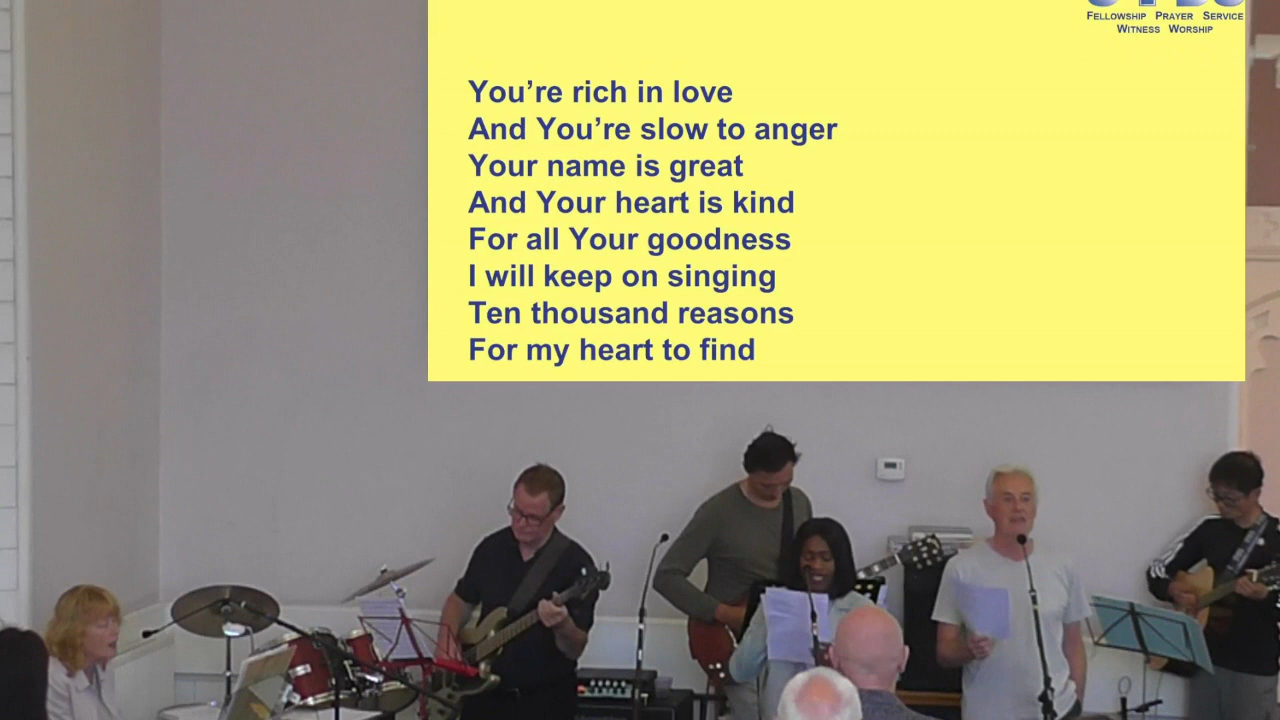 FELLOWSHIP PRAYER SERVICE
WITNESS WORSHIP
You're rich in love
And You're slow to anger
Your name is great
And Your heart is kind
For all Your goodness
I will keep on singing
Ten thousand reasons
For my heart to find